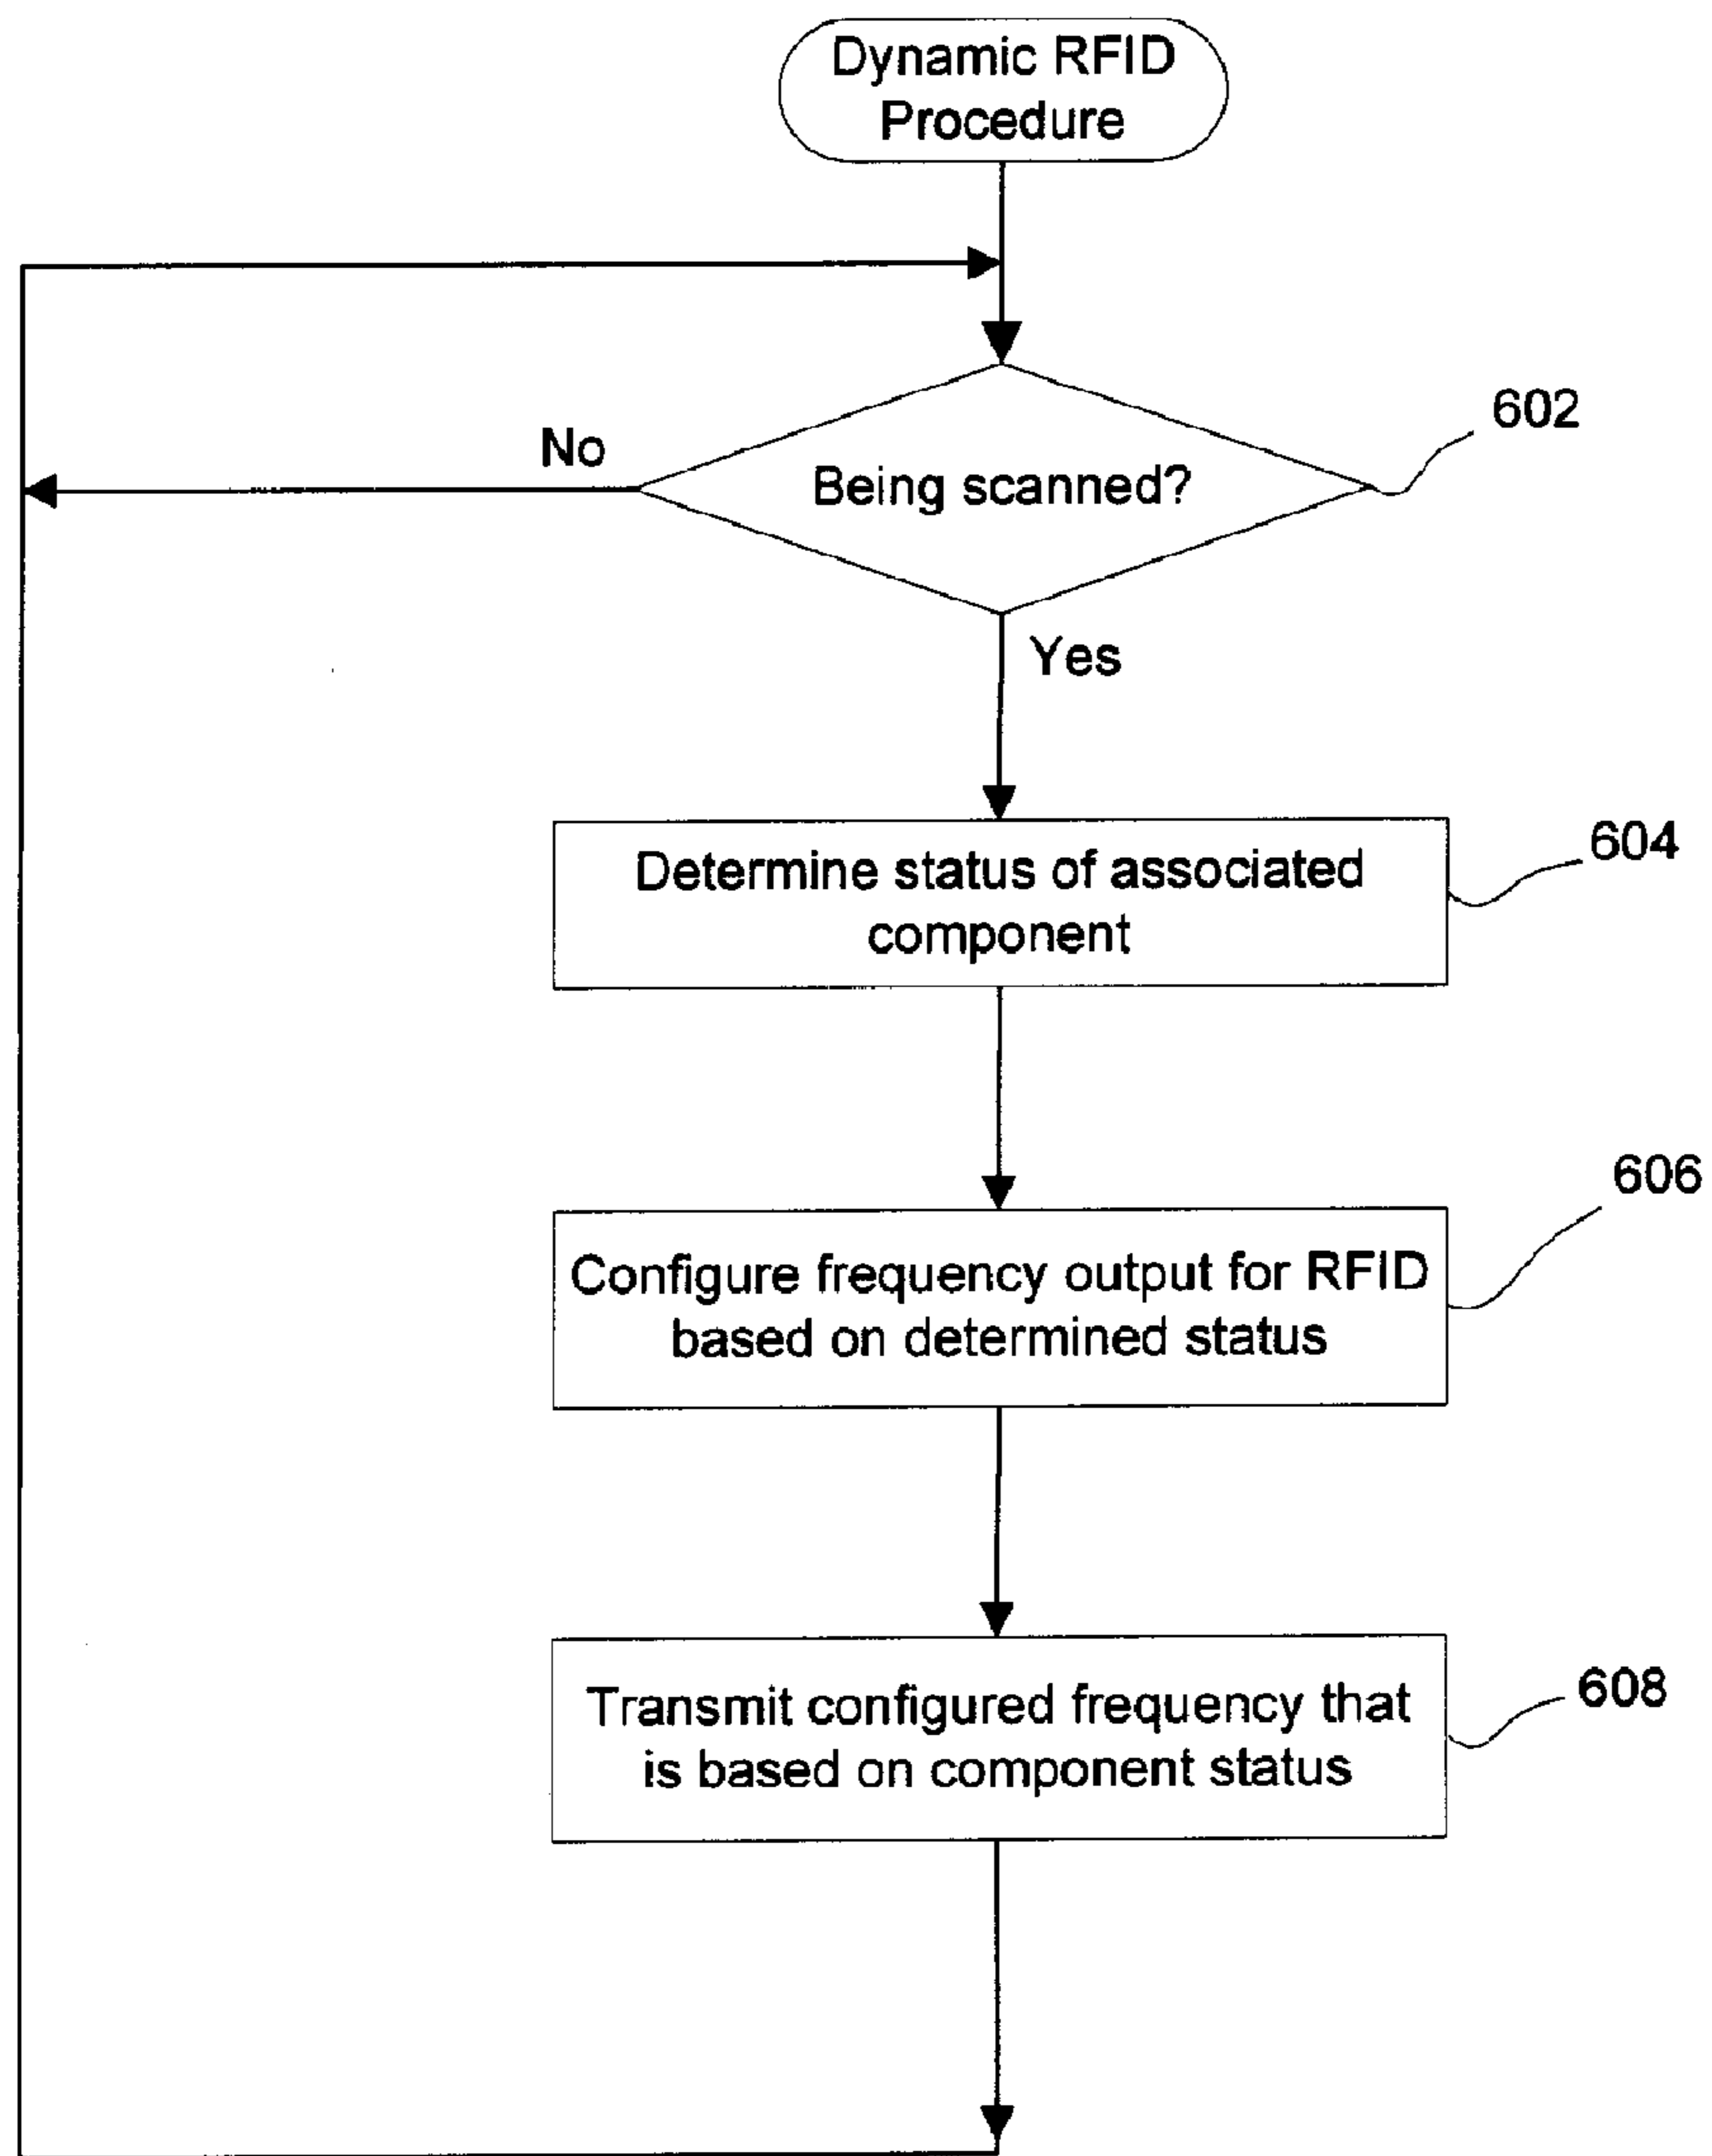 Dynamic RFID
Procedure
602
No
Being scanned?
Yes
604
Determine status of associated
component
606
Configure frequency output for RFID
based on determined status
608
Transmit configured frequency that
is based on component status